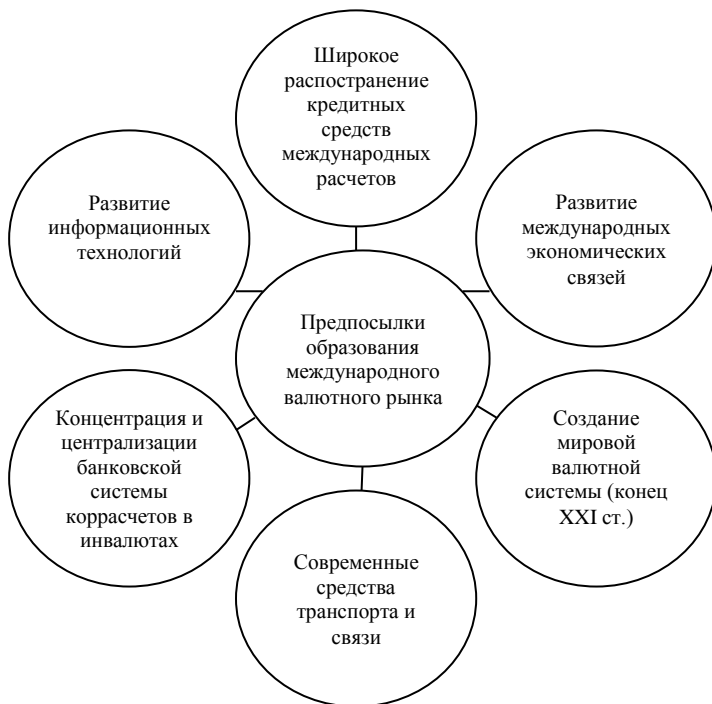 Широкое
распостранение
кредитных
средств
международных
расчетов
Развитие
информационных
технологий
Развитие
международных
экономических
связей
Предпосылки
образования
международного
валютного рынка
Концентрация и
централизации
банковской
системы
коррасчетов в
инвалютах
Создание
мировой
валютной
системы (конец
XXI ст.)
Современные
средства
транспорта и
связи